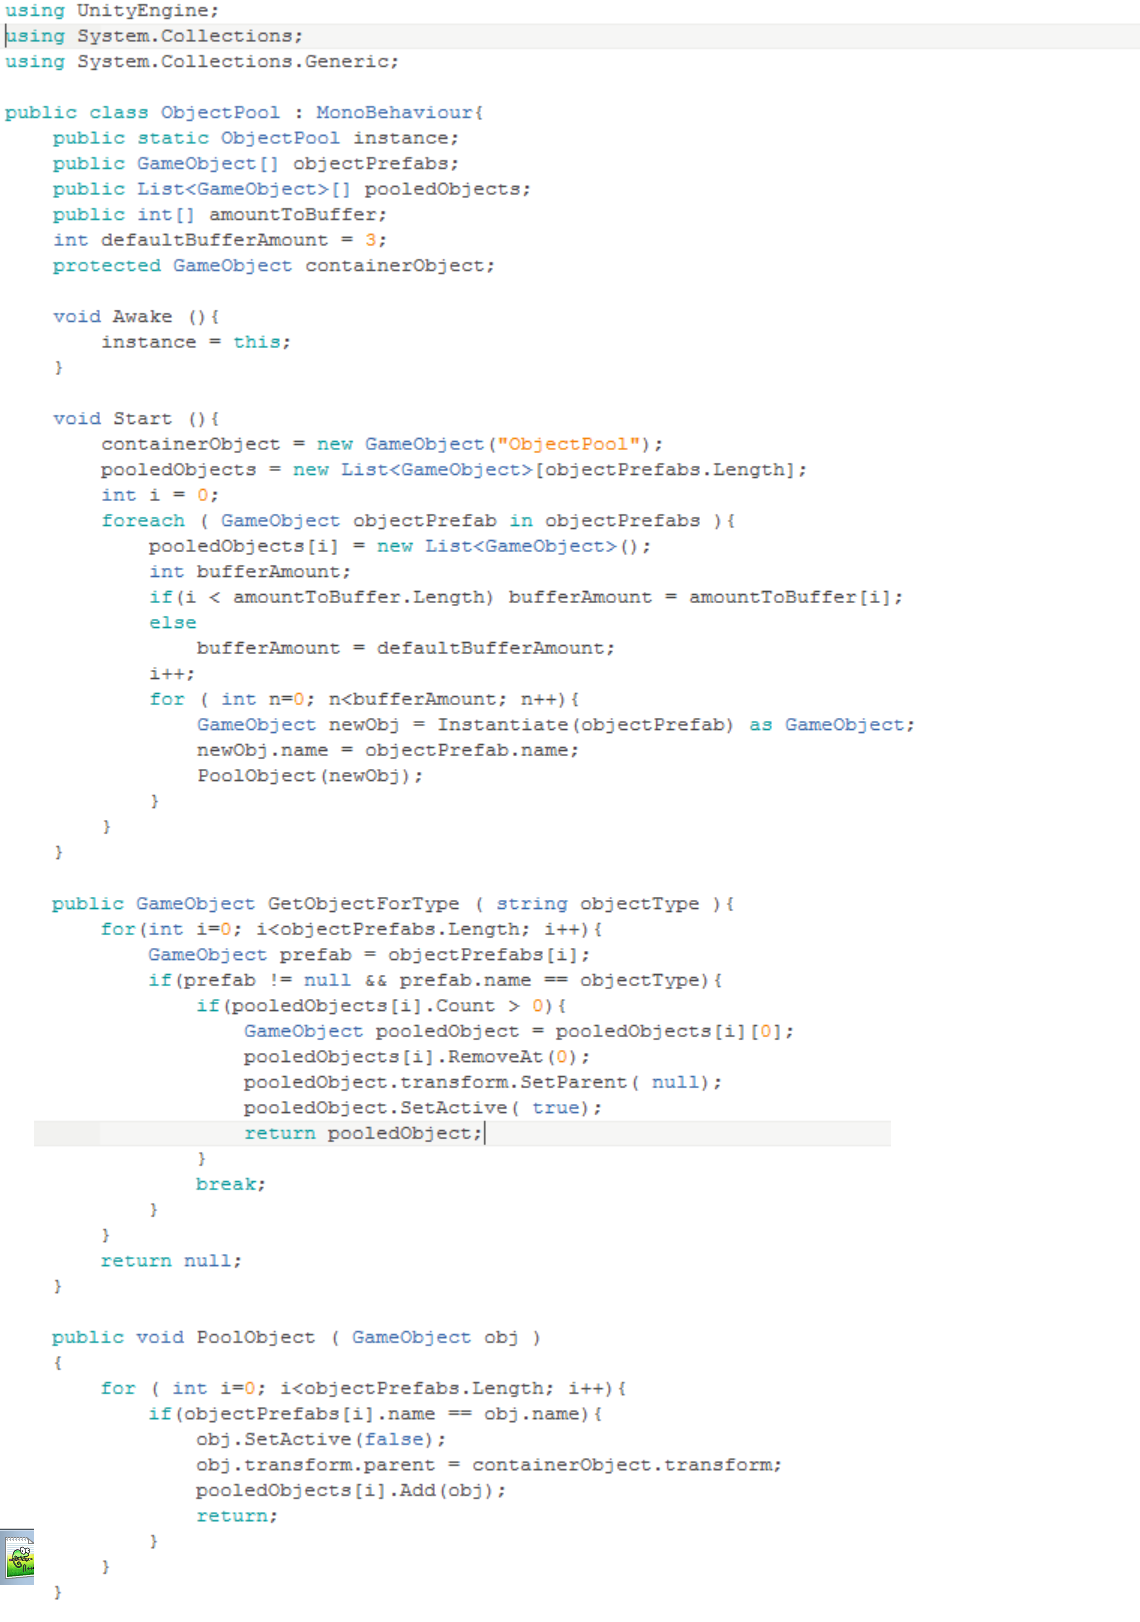 using UnityEngine;
using System.Collections;
using System.Collections.Generic;

public class ObjectPool : MonoBehaviour{
    public static ObjectPool instance;
    public GameObject[] objectPrefabs;
    public List<GameObject>[] pooledObjects;
    public int[] amountToBuffer;
    int defaultBufferAmount = 3;
    protected GameObject containerObject;

    void Awake (){
        instance = this;
    }

    void Start (){
        containerObject = new GameObject("ObjectPool");
        pooledObjects = new List<GameObject>[objectPrefabs.Length];
        int i = 0;
        foreach ( GameObject objectPrefab in objectPrefabs ){
            pooledObjects[i] = new List<GameObject>();
            int bufferAmount;
            if(i < amountToBuffer.Length) bufferAmount = amountToBuffer[i];
            else
                bufferAmount = defaultBufferAmount;
            i++;
            for ( int n=0; n<bufferAmount; n++){
                GameObject newObj = Instantiate(objectPrefab) as GameObject;
                newObj.name = objectPrefab.name;
                PoolObject(newObj);
            }
        }
    }

    public GameObject GetObjectForType ( string objectType ){
        for(int i=0; i<objectPrefabs.Length; i++){
            GameObject prefab = objectPrefabs[i];
            if(prefab != null && prefab.name == objectType){
                if(pooledObjects[i].Count > 0){
                    GameObject pooledObject = pooledObjects[i][0];
                    pooledObjects[i].RemoveAt(0);
                    pooledObject.transform.SetParent( null);
                    pooledObject.SetActive( true);
                    return pooledObject;
                }
                break;
            }
        }
        return null;
    }

    public void PoolObject ( GameObject obj )
    {
        for ( int i=0; i<objectPrefabs.Length; i++){
            if(objectPrefabs[i].name == obj.name){
                obj.SetActive(false);
                obj.transform.parent = containerObject.transform;
                pooledObjects[i].Add(obj);
                return;
            }
        }
    }